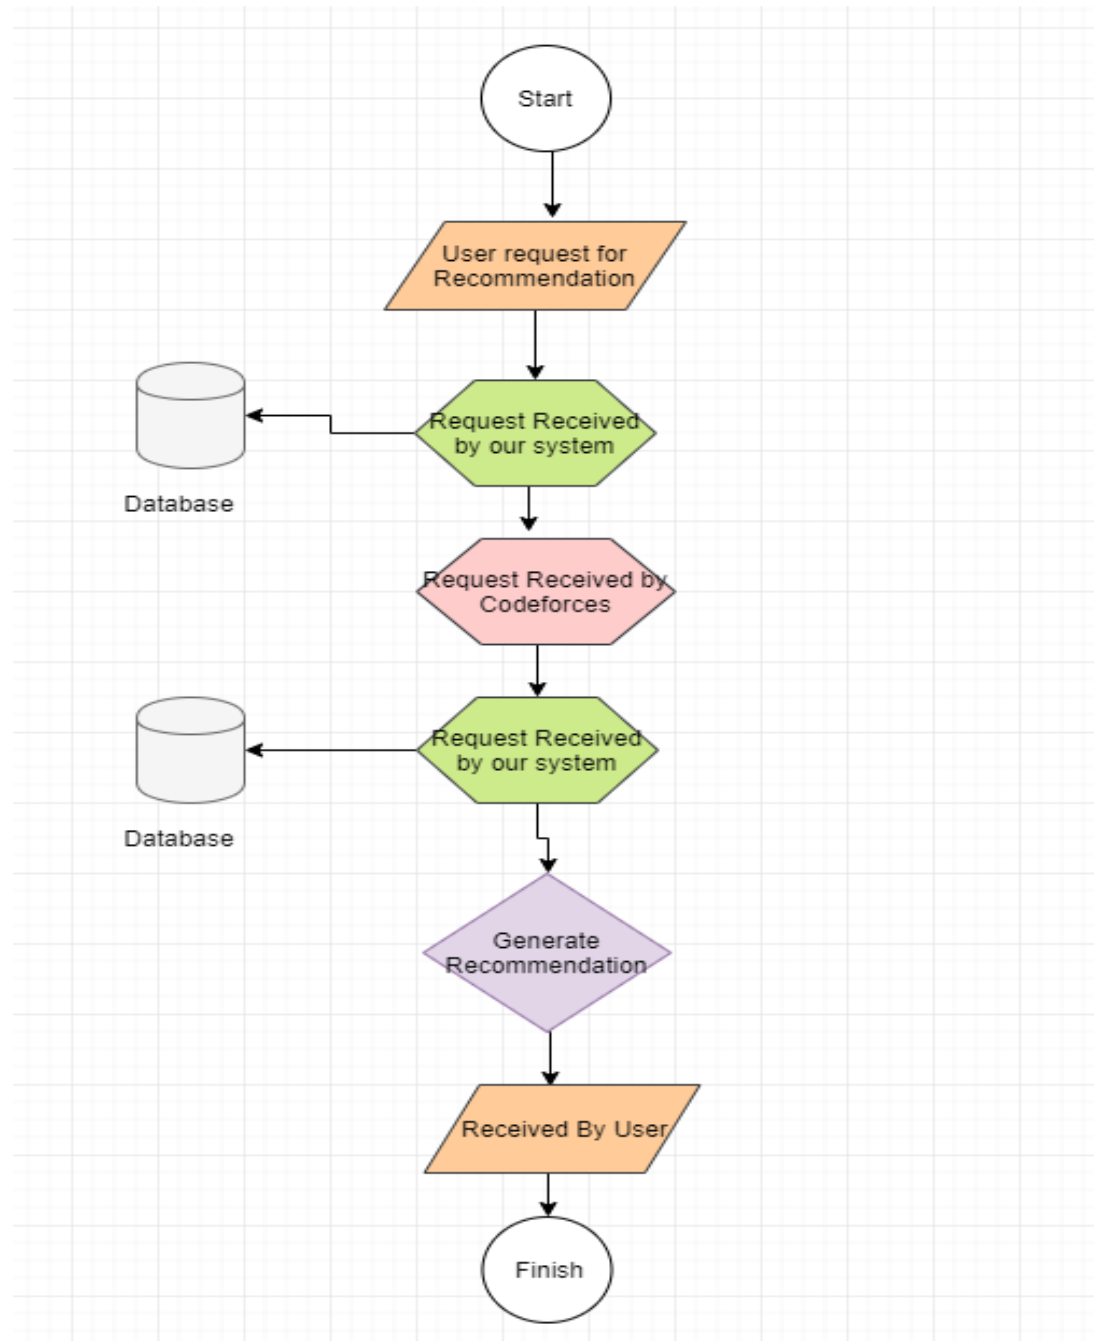 Start
User request for
Recommendation
Request Received
by our system
Database
Request Received by
Codeforces
Request Received
by our system
Database
Generate
Recommendation
Received By User
Finish